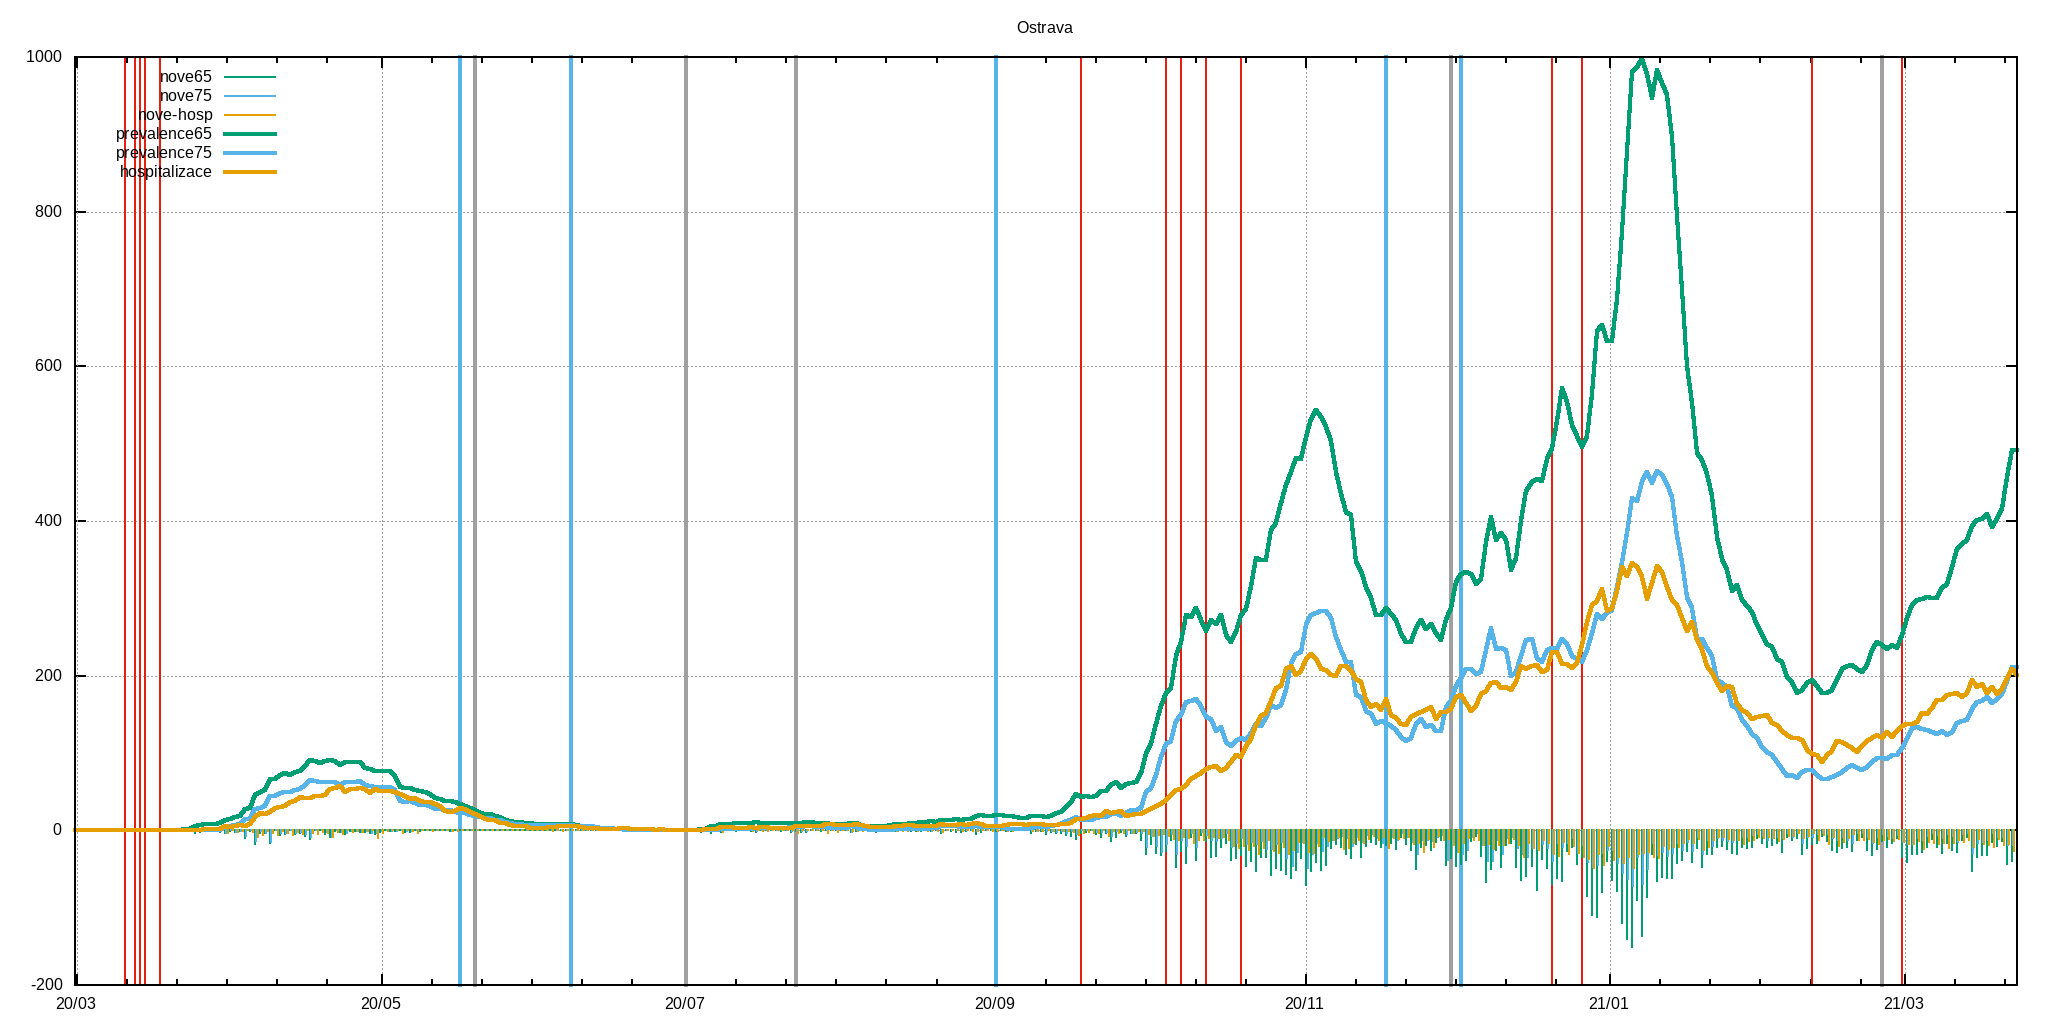 Ostrava
1000
nove65
nove75
nove-hosp
prevalence65
prevalence75
hospitalizace
800
600
400
200
0
-200
20/03 20/05 20/07 20/09 20/11 21/01 21/03